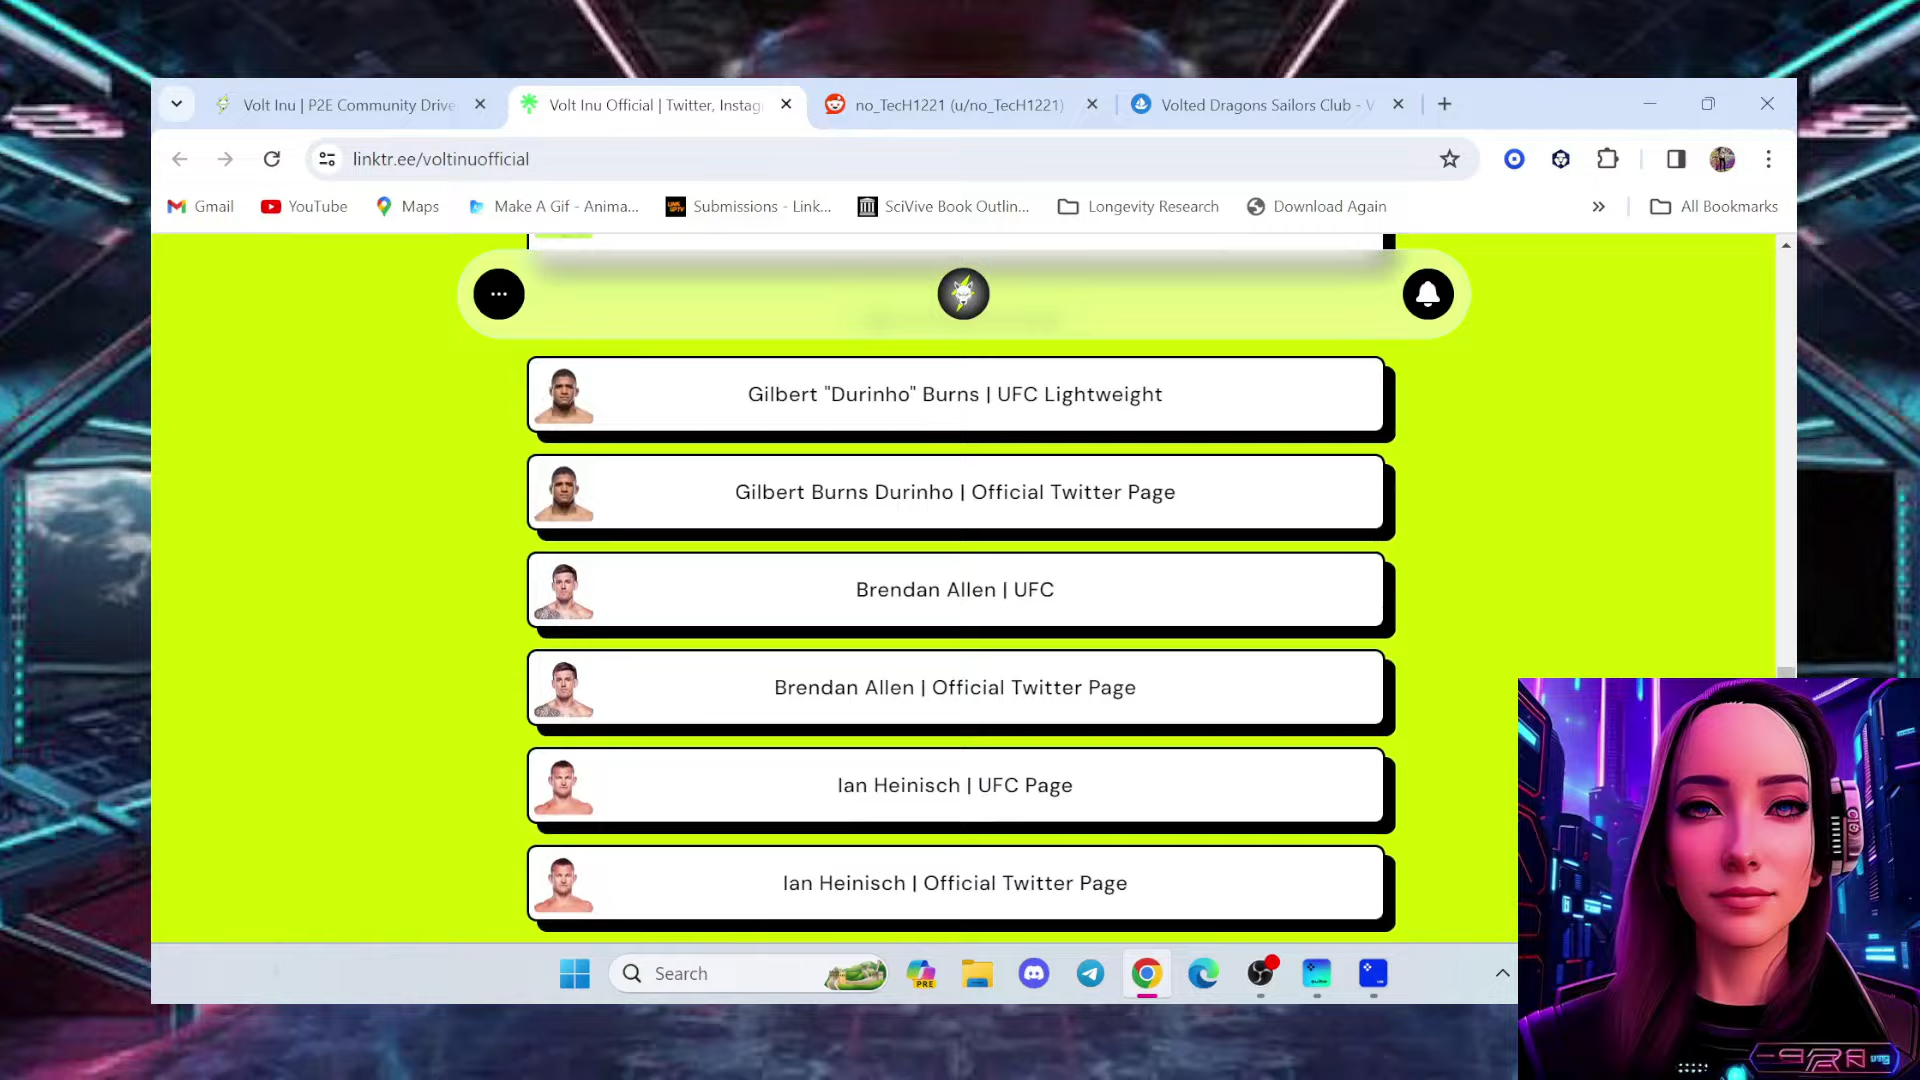 Volt Inu | P2E Community Drive
Volt Inu Official | Twitter, Instag
no_TecH1221 (u/no_TecH1221)
Volted Dragons Sailors Club - V
linktr.ee/voltinuofficial
Gmail
YouTube
Maps
Make A Gif - Anima...
Submissions - Link...
SciVive Book Outlin...
Longevity Research
Download Again
All Bookmarks
Gilbert "Durinho" Burns | UFC Lightweight
Gilbert Burns Durinho | Official Twitter Page
Brendan Allen | UFC
Brendan Allen | Official Twitter Page
Ian Heinisch | UFC Page
Ian Heinisch | Official Twitter Page
Search
PRE